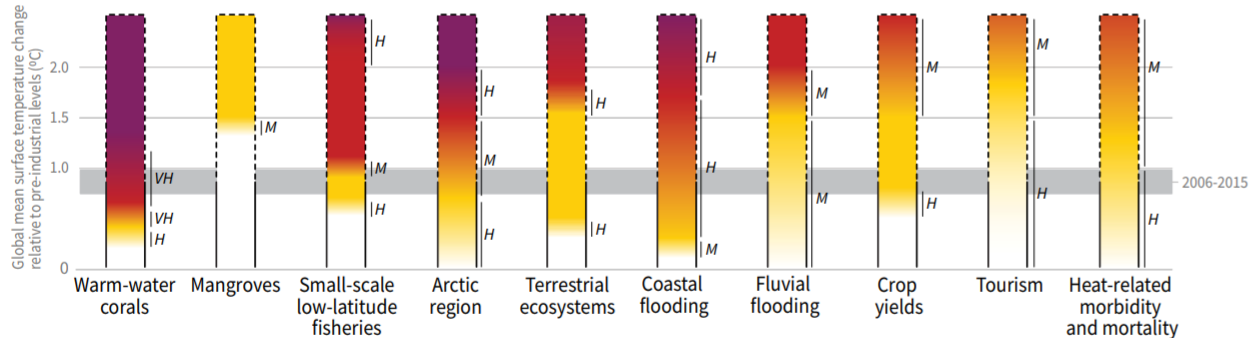 Global mean surface temperature change
relative to pre-industrial levels (°C)
2.0
1.5
1.0
0
2006-2015
VH
VH
H
M
H
M
H
H
M
H
H
H
H
H
M
M
M
M
H
M
H
M
H
Warm-water
corals
Mangroves
Small-scale
low-latitude
fisheries
Arctic
region
Terrestrial
ecosystems
Coastal
flooding
Fluvial
flooding
Crop
yields
Tourism
Heat-related
morbidity
and mortality